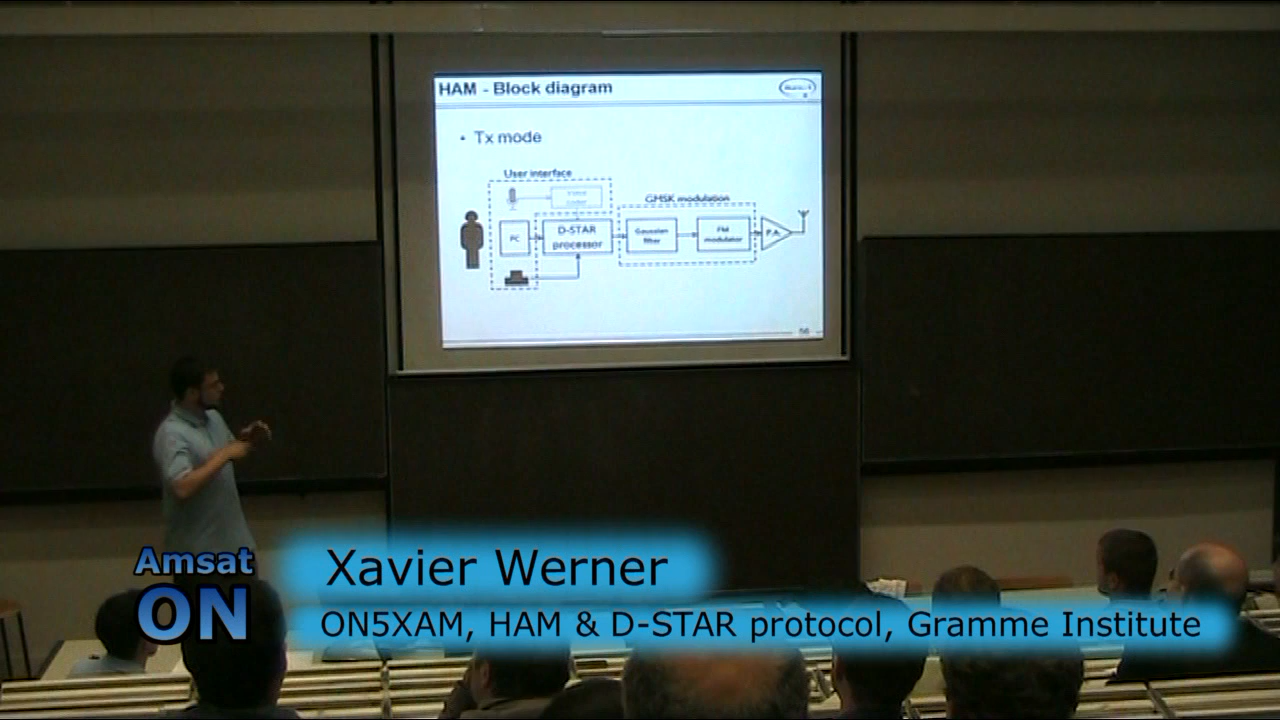 HAM - Block diagram
• Tx mode
User interface
GMSK modulation
PC
D-STAR
processor
Gaussian
filter
FM
modulator
P.A.
56
Amsat
ON
Xavier Werner
ON5XAM, HAM & D-STAR protocol, Gramme Institute